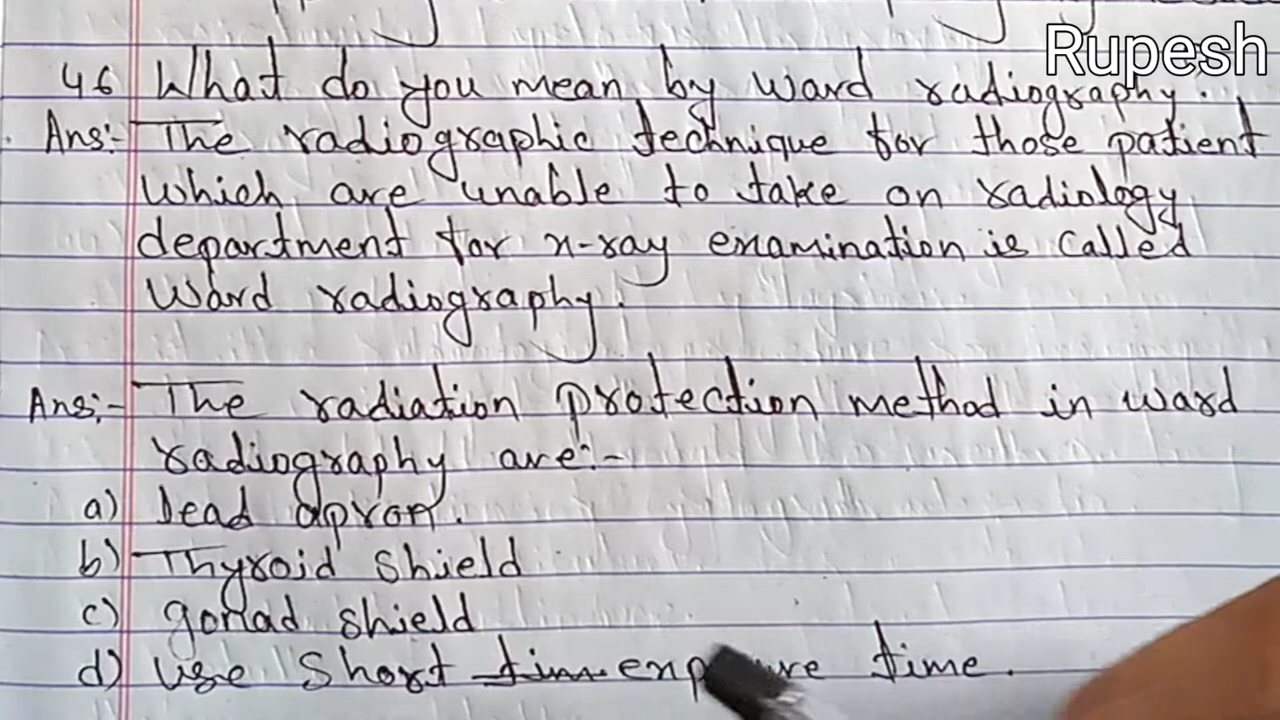 Rupesh
46 What do you mean by ward radiography.
Ans:- The radiographic technique for those patient
which are unable to take on radiology
department for x-ray examination is called
Ward radiography.
Ans:- The radiation protection method in ward
radiography are:-
a) lead apron.
b) Thyroid shield
c) gonad shield
d) Use short time.